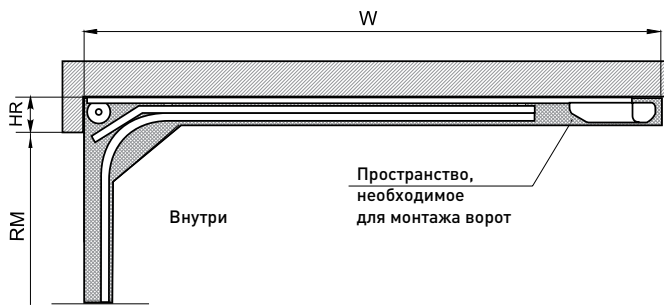 W
HR
Пространство,
необходимое
для монтажа ворот
Внутри
RM